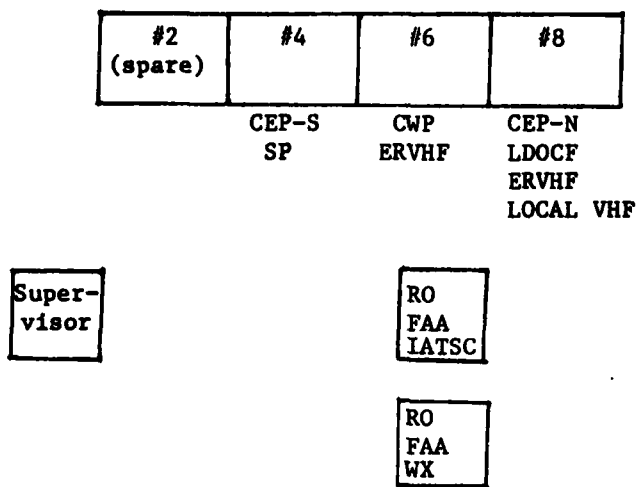 #2 #4 #6 #8
(spare)
CEP-S CWP CEP-N
SP ERVHF LDOCF
ERVHF
LOCAL VHF
Super-
visor
RO
FAA
IATSC
RO
FAA
WX